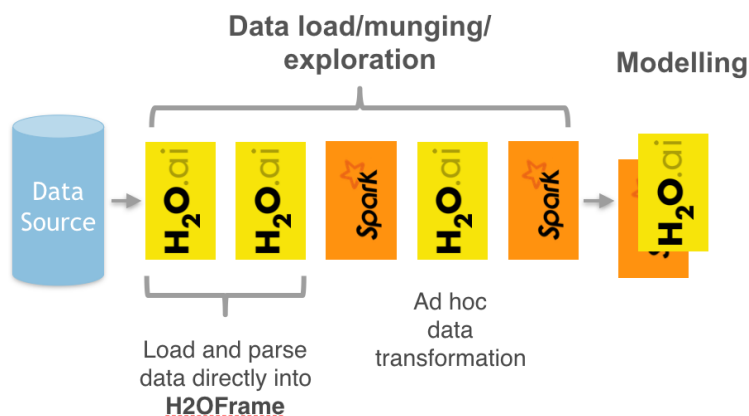 Data load/munging/
exploration
Modelling
Data
Source
H2O.ai
H2O.ai
Spark
H2O.ai
Spark
H2O.ai
S
Load and parse
data directly into
H2OFrame
Ad hoc
data
transformation